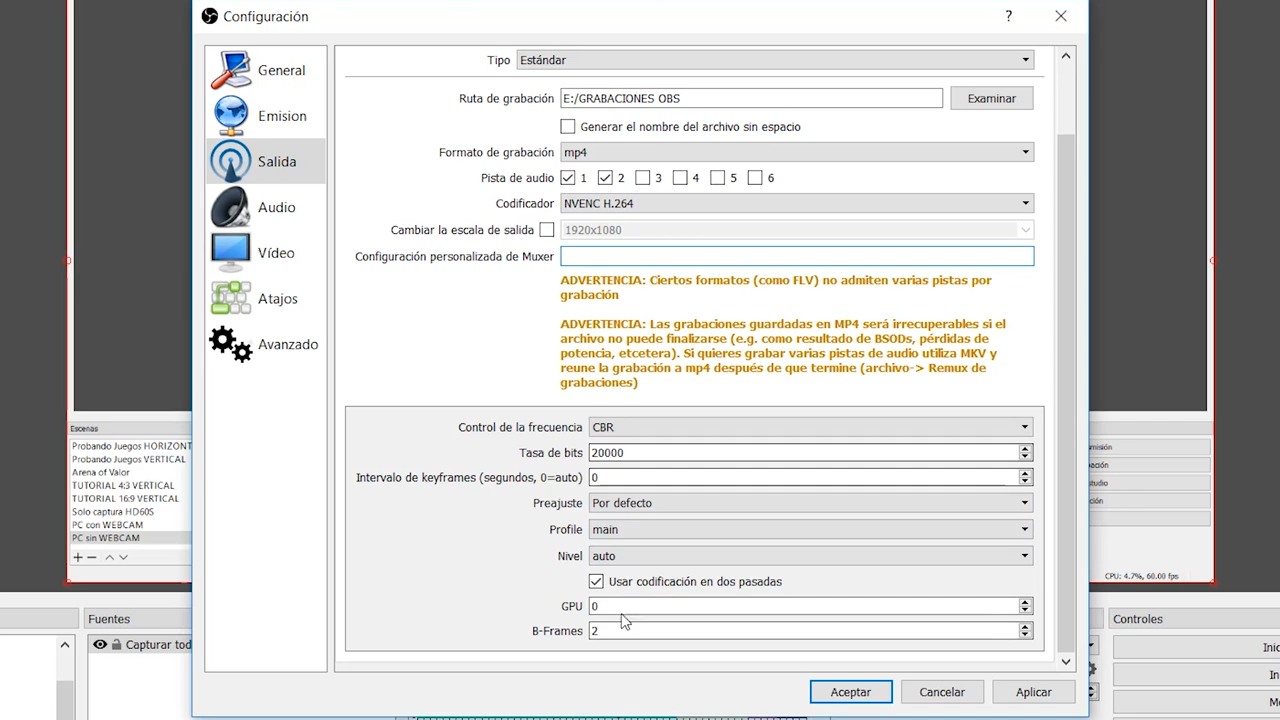 Configuración
?
General
Emision
Salida
Audio
Vídeo
Atajos
Avanzado
Tipo Estándar
Ruta de grabación E:/GRABACIONES OBS Examinar
Generar el nombre del archivo sin espacio
Formato de grabación mp4
Pista de audio 1 2 3 4 5 6
Codificador NVENC H.264
Cambiar la escala de salida 1920x1080
Configuración personalizada de Muxer
ADVERTENCIA: Ciertos formatos (como FLV) no admiten varias pistas por
grabación
ADVERTENCIA: Las grabaciones guardadas en MP4 será irrecuperables si el
archivo no puede finalizarse (e.g. como resultado de BSODs, pérdidas de
potencia, etcetera). Si quieres grabar varias pistas de audio utiliza MKV y
reune la grabación a mp4 después de que termine (archivo-> Remux de
grabaciones)
Control de la frecuencia CBR
Tasa de bits 20000
Intervalo de keyframes (segundos, 0=auto) 0
Preajuste Por defecto
Profile main
Nivel auto
Usar codificación en dos pasadas
GPU 0
B-Frames 2
Aceptar Cancelar Aplicar
Escenas
Probando Juegos HORIZONT
Probando Juegos VERTICAL
Arena of Valor
TUTORIAL 4:3 VERTICAL
TUTORIAL 16:9 VERTICAL
Solo captura HD60S
PC con WEBCAM
PC sin WEBCAM
CPU: 4.7%, 60.00 fps
Fuentes
Capturar tod
Controles
Inic
In